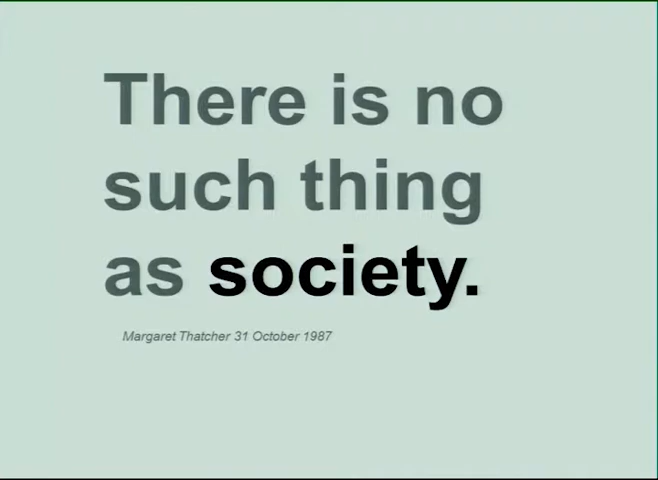 There is no
such thing
as society.
Margaret Thatcher 31 October 1987